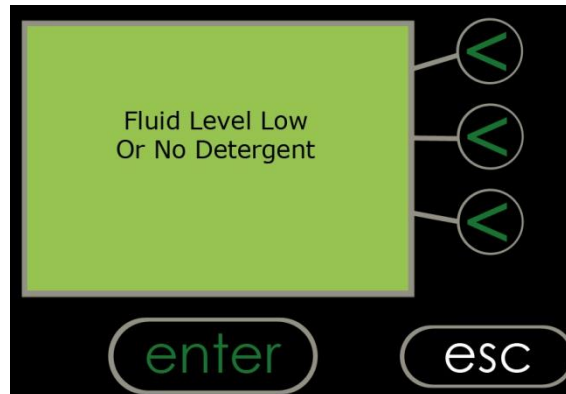 <
Fluid Level Low
Or No Detergent
<
<
enter
esc